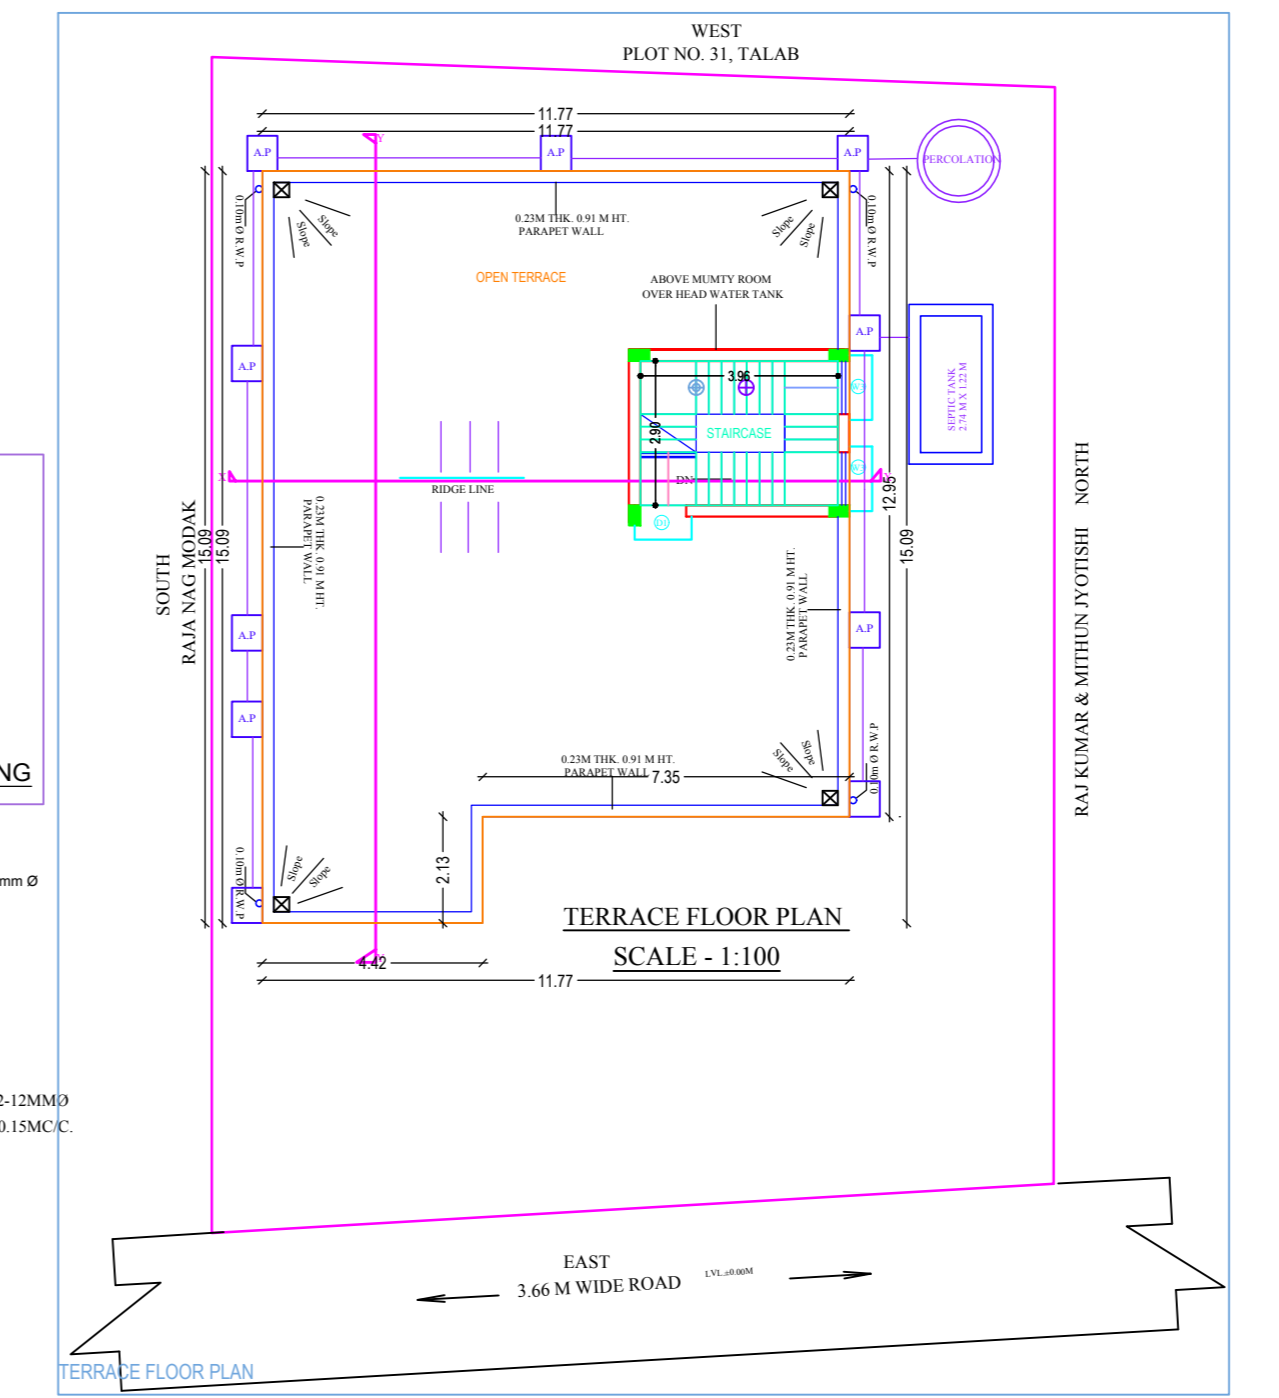 WEST
PLOT NO. 31, TALAB
11.77
11.77
A.P
A.P
A.P
PERCOLATION
0.10m Ø R.W.P
0.10m Ø R.W.P
Slope
Slope
Slope
Slope
0.23M THK. 0.91 M HT.
PARAPET WALL
OPEN TERRACE
ABOVE MUMTY ROOM
OVER HEAD WATER TANK
Y
A.P
A.P
SEPTIC TANK
2.74 M X 1.22 M
3.96
2.90
STAIRCASE
DN
D1
X
RIDGE LINE
12.95
15.09
15.09
15.09
SOUTH
RAJA NAG MODAK
0.23M THK. 0.91 M HT.
PARAPET WALL
0.23M THK. 0.91 M HT.
PARAPET WALL
NORTH
RAJ KUMAR & MITHUN JYOTISHI
A.P
A.P
A.P
0.23M THK. 0.91 M HT.
PARAPET WALL
7.35
Slope
Slope
0.10m Ø R.W.P
NG
2.13
Slope
Slope
0.10m Ø R.W.P
mm Ø
TERRACE FLOOR PLAN
SCALE - 1:100
4.42
11.77
2-12MMØ
0.15MC/C.
EAST
3.66 M WIDE ROAD
LVL.±0.00M
TERRACE FLOOR PLAN